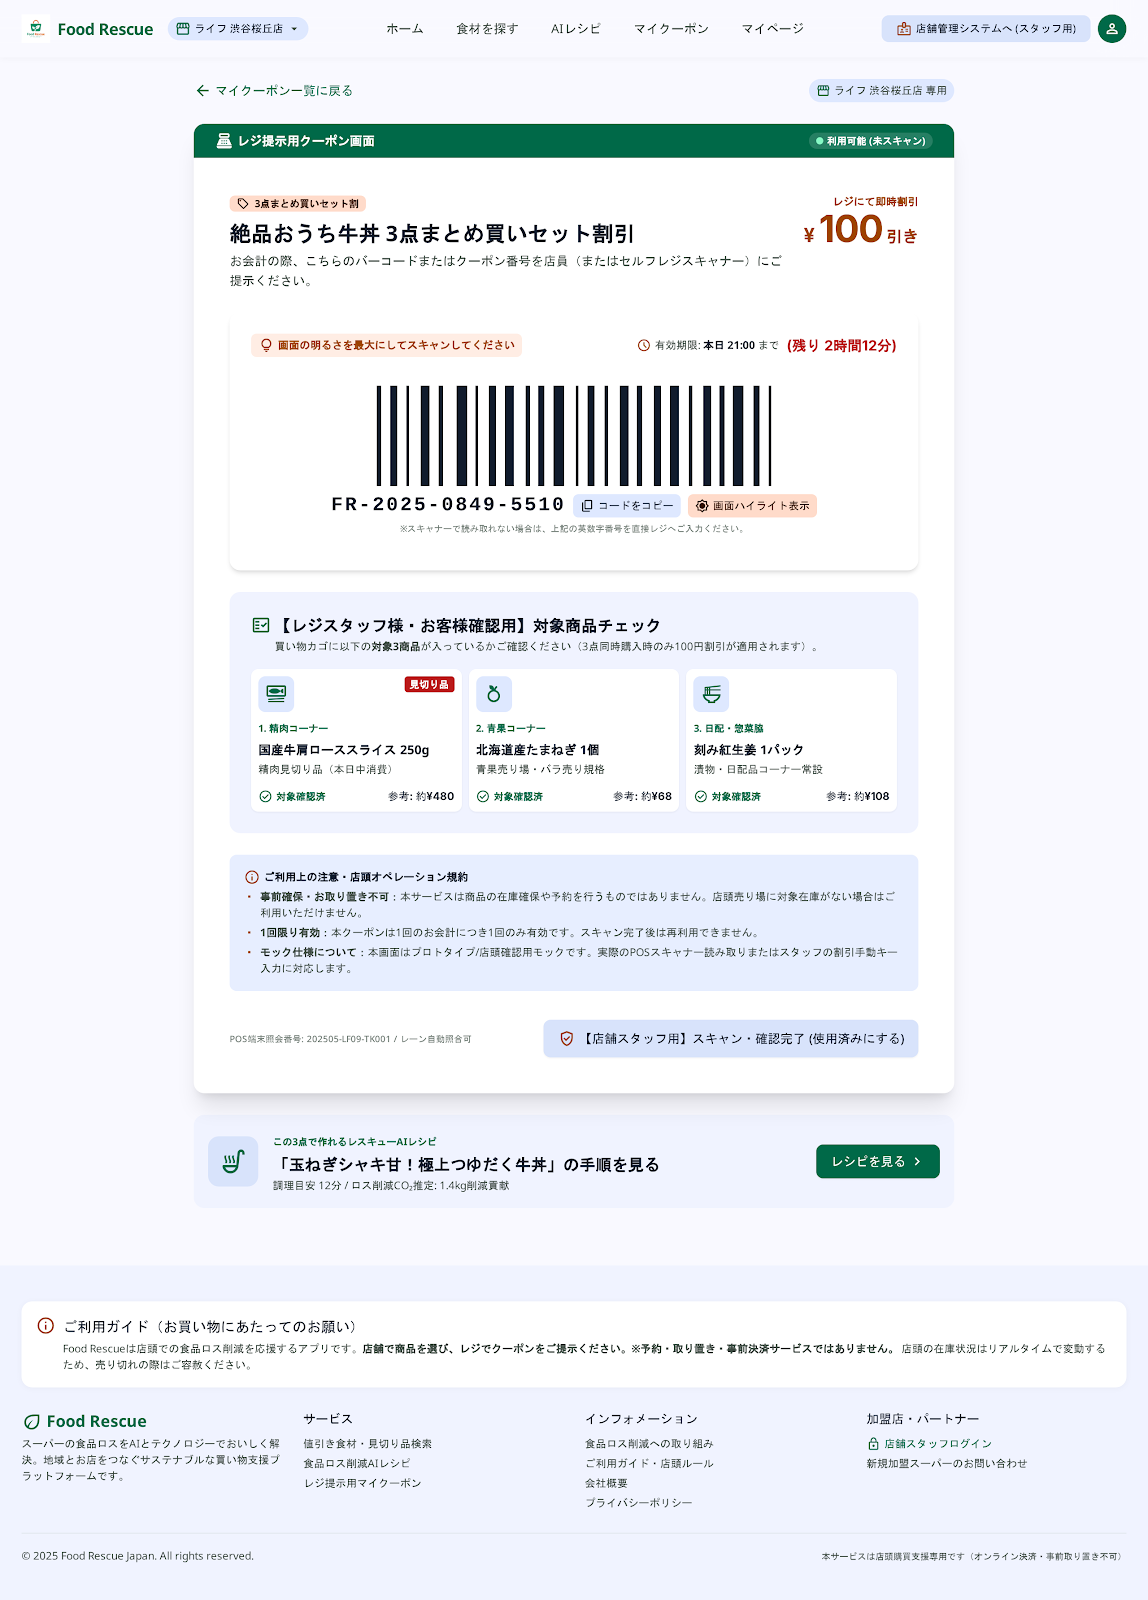 Food Rescue
ライフ 渋谷桜丘店
ホーム
食材を探す
AIレシピ
マイクーポン
マイページ
店舗管理システムへ (スタッフ用)
マイクーポン一覧に戻る
ライフ 渋谷桜丘店 専用
レジ提示用クーポン画面
利用可能 (未スキャン)
3点まとめ買いセット割
絶品おうち牛丼 3点まとめ買いセット割引
お会計の際、こちらのバーコードまたはクーポン番号を店員（またはセルフレジスキャナー）にご
提示ください。
レジにて即時割引
¥100引き
画面の明るさを最大にしてスキャンしてください
有効期限: 本日 21:00 まで (残り 2時間12分)
FR-2025-0849-5510
コードをコピー
画面ハイライト表示
※スキャナーで読み取れない場合は、上記の英数字番号を直接レジへご入力ください。
【レジスタッフ様・お客様確認用】対象商品チェック
買い物カゴに以下の対象3商品が入っているかご確認ください（3点同時購入時のみ100円割引が適用されます）。
見切り品
1. 精肉コーナー
国産牛肩ローススライス 250g
精肉見切り品（本日中消費）
対象確認済
参考: 約¥480
2. 青果コーナー
北海道産たまねぎ 1個
青果売り場・バラ売り規格
対象確認済
参考: 約¥68
3. 日配・惣菜脇
刻み紅生姜 1パック
漬物・日配品コーナー常設
対象確認済
参考: 約¥108
ご利用上の注意・店頭オペレーション規約
• 事前確保・お取り置き不可：本サービスは商品の在庫確保や予約を行うものではありません。店頭売り場に対象在庫がない場合はご
利用いただけません。
• 1回限り有効：本クーポンは1回のお会計につき1回のみ有効です。スキャン完了後は再利用できません。
• モック仕様について：本画面はプロトタイプ/店頭確認用モックです。実際のPOSスキャナー読み取りまたはスタッフの割引手動キー
入力に対応します。
POS端末照会番号: 202505-LF09-TK001 / レーン自動照合可
【店舗スタッフ用】スキャン・確認完了 (使用済みにする)
この3点で作れるレスキューAIレシピ
「玉ねぎシャキ甘！極上つゆだく牛丼」の手順を見る
調理目安 12分 / ロス削減CO₂推定: 1.4kg削減貢献
レシピを見る
ご利用ガイド（お買い物にあたってのお願い）
Food Rescueは店頭での食品ロス削減を応援するアプリです。店舗で商品を選び、レジでクーポンをご提示ください。※予約・取り置き・事前決済サービスではありません。 店頭の在庫状況はリアルタイムで変動する
ため、売り切れの際はご容赦ください。
Food Rescue
スーパーの食品ロスをAIとテクノロジーでおいしく解
決。地域とお店をつなぐサステナブルな買い物支援プ
ラットフォームです。
サービス
値引き食材・見切り品検索
食品ロス削減AIレシピ
レジ提示用マイクーポン
インフォメーション
食品ロス削減への取り組み
ご利用ガイド・店頭ルール
会社概要
プライバシーポリシー
加盟店・パートナー
店舗スタッフログイン
新規加盟スーパーのお問い合わせ
© 2025 Food Rescue Japan. All rights reserved.
本サービスは店頭購買支援専用です（オンライン決済・事前取り置き不可）